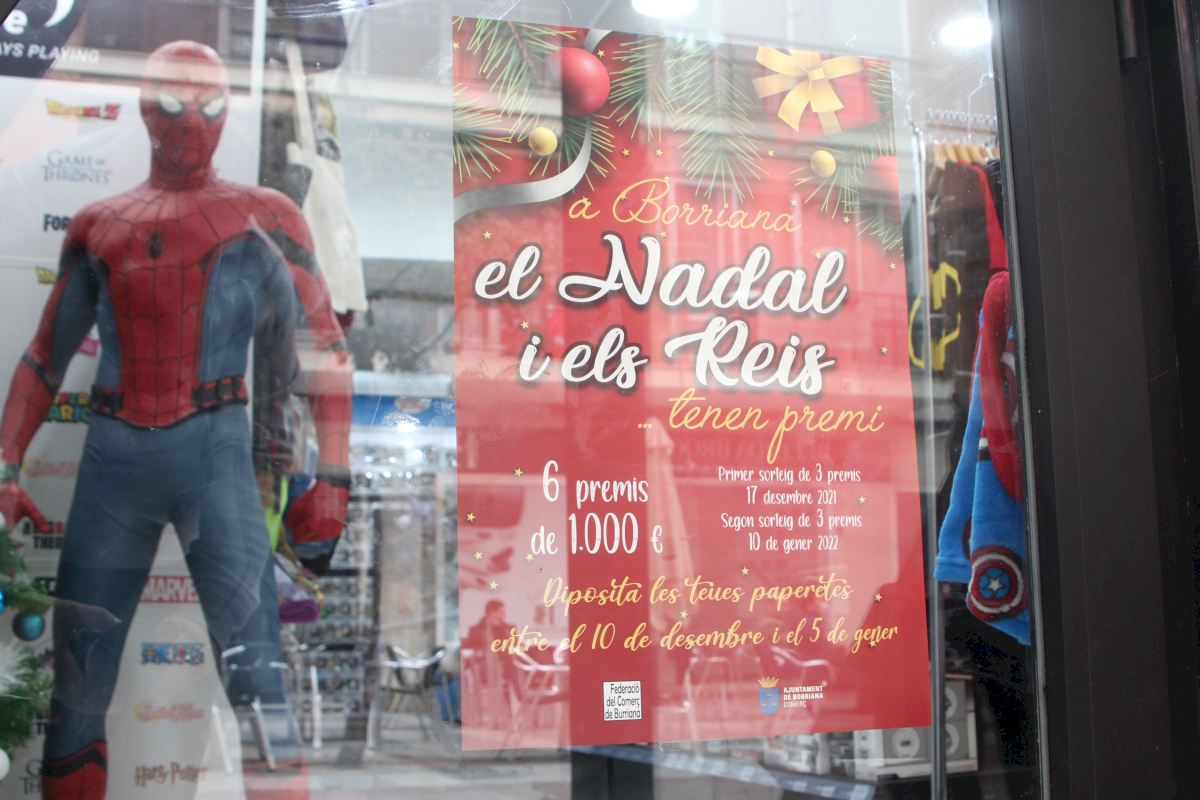 AYS PLAYING
GAME OF
THRONES
MARVEL
Harry Potter
a Borriana
el Nadal
i els Reis
... tenen premi
6 premis
de 1.000 €
Primer sorteig de 3 premis
17 desembre 2021
Segon sorteig de 3 premis
10 de gener 2022
Diposita les teues paperetes
entre el 10 de desembre i el 5 de gener
Federació
del Comerç
de Burriana
AJUNTAMENT
DE BORRIANA
COMERÇ